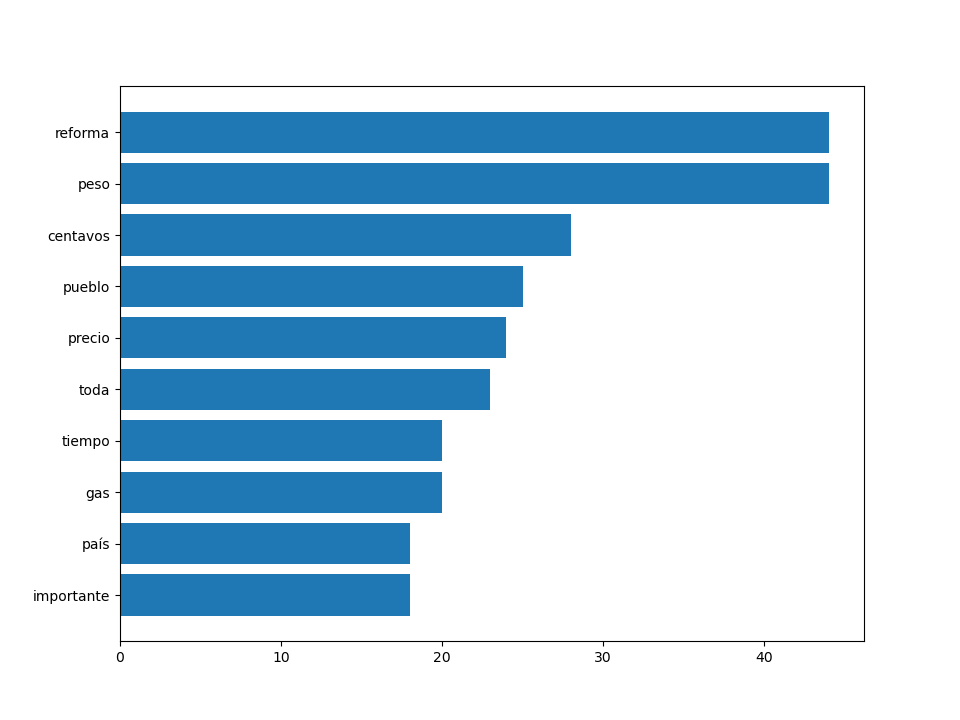 reforma
peso
centavos
pueblo
precio
toda
tiempo
gas
país
importante
0 10 20 30 40